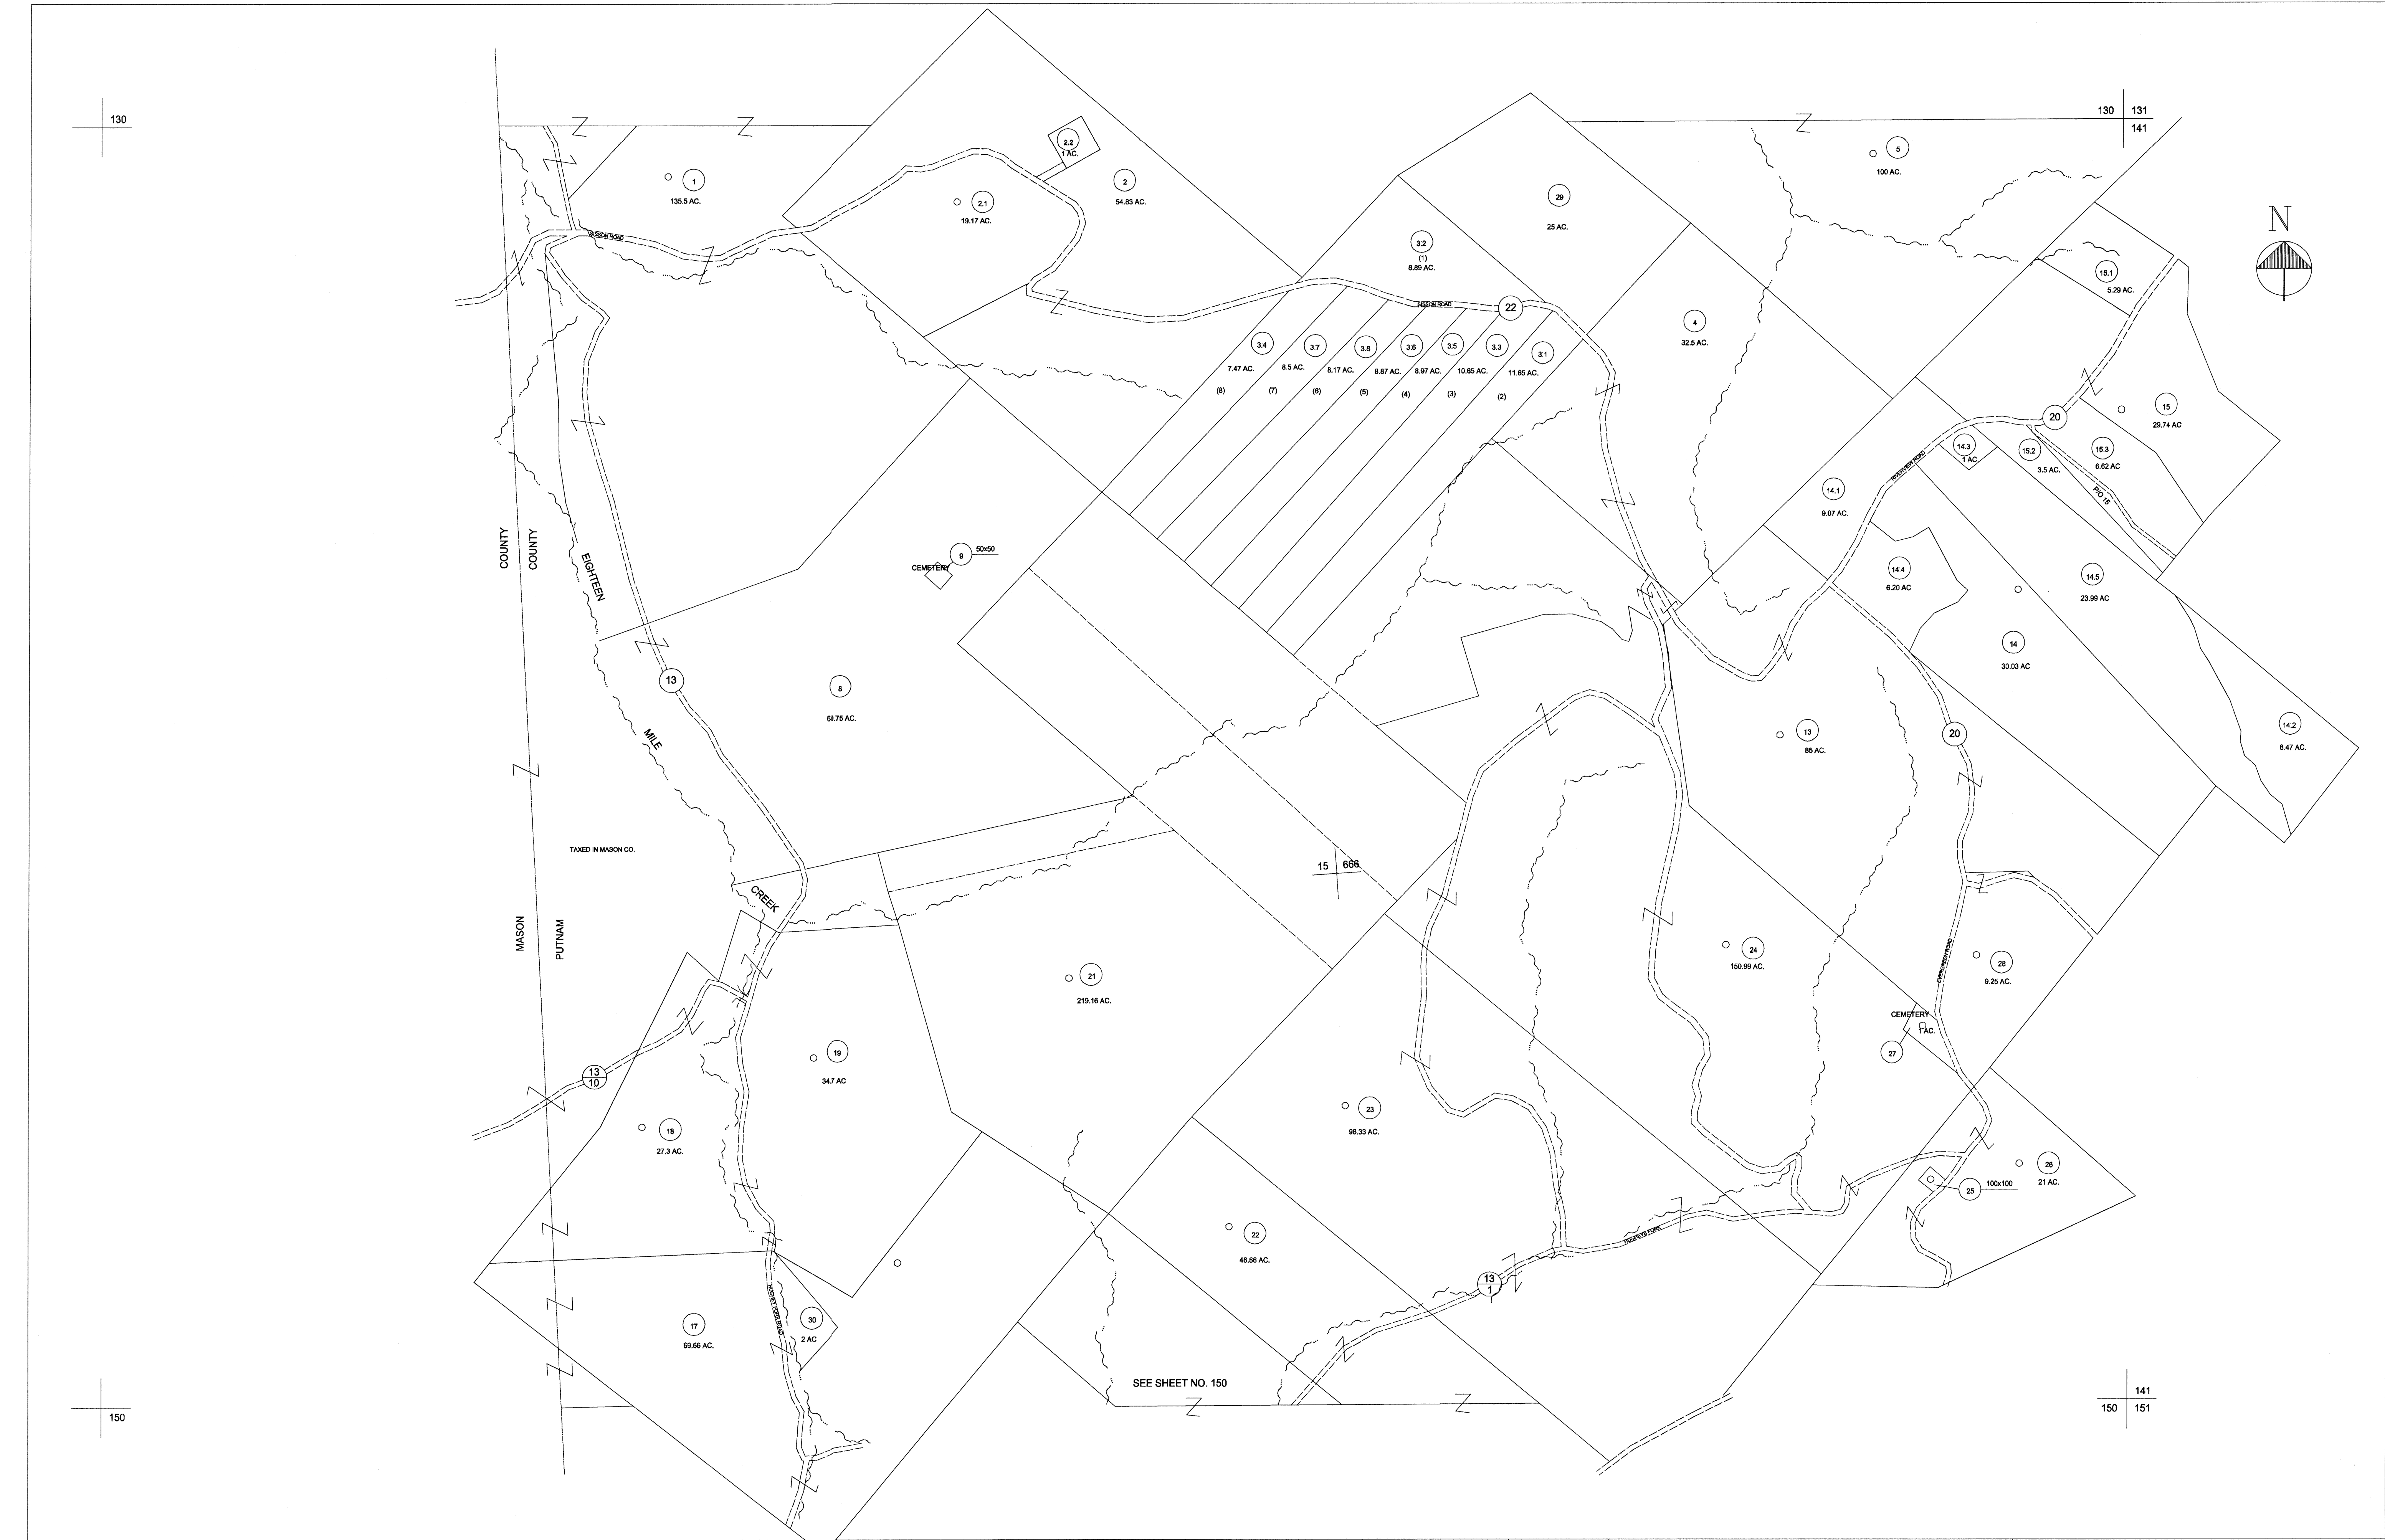 130
130 131
141
N
2.2
1 AC.
5
100 AC.
1
135.5 AC.
2
54.83 AC.
2.1
19.17 AC.
29
25 AC.
3.2
(1)
8.89 AC.
15.1
5.29 AC.
22
4
32.5 AC.
3.4
7.47 AC.
(8)
3.7
8.5 AC.
(7)
3.8
8.17 AC.
(6)
3.6
8.87 AC.
(5)
3.5
8.97 AC.
(4)
3.3
10.65 AC.
(3)
3.1
11.65 AC.
(2)
20
15
29.74 AC
14.3
1 AC.
15.2
3.5 AC.
15.3
6.62 AC
P/O 15
RIVERVIEW ROAD
14.1
9.07 AC.
COUNTY
COUNTY
EIGHTEEN
9
50x50
CEMETERY
14.4
6.20 AC
14.5
23.99 AC
14
30.03 AC
13
8
MILE
14.2
8.47 AC.
13
85 AC.
20
TAXED IN MASON CO.
15 666
CREEK
MASON
PUTNAM
24
150.99 AC.
EVERGREEN ROAD
28
9.25 AC.
21
219.16 AC.
CEMETERY
1 AC.
27
19
34.7 AC
13
10
18
27.3 AC.
23
98.33 AC.
26
21 AC.
25
100x100
22
46.66 AC.
13
1
17
69.66 AC.
30
2 AC
SEE SHEET NO. 150
150
141
150 151